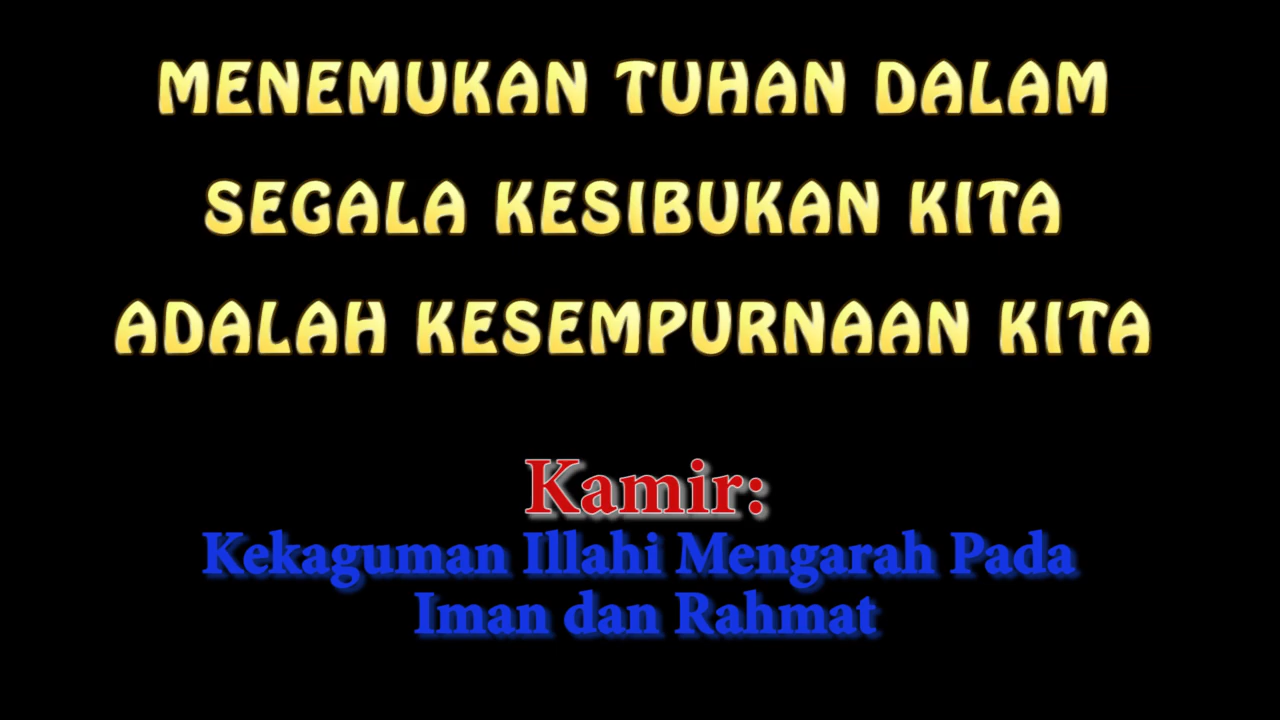 MENEMUKAN TUHAN DALAM
SEGALA KESIBUKAN KITA
ADALAH KESEMPURNAAN KITA
Kamir:
Kekaguman Illahi Mengarah Pada
Iman dan Rahmat